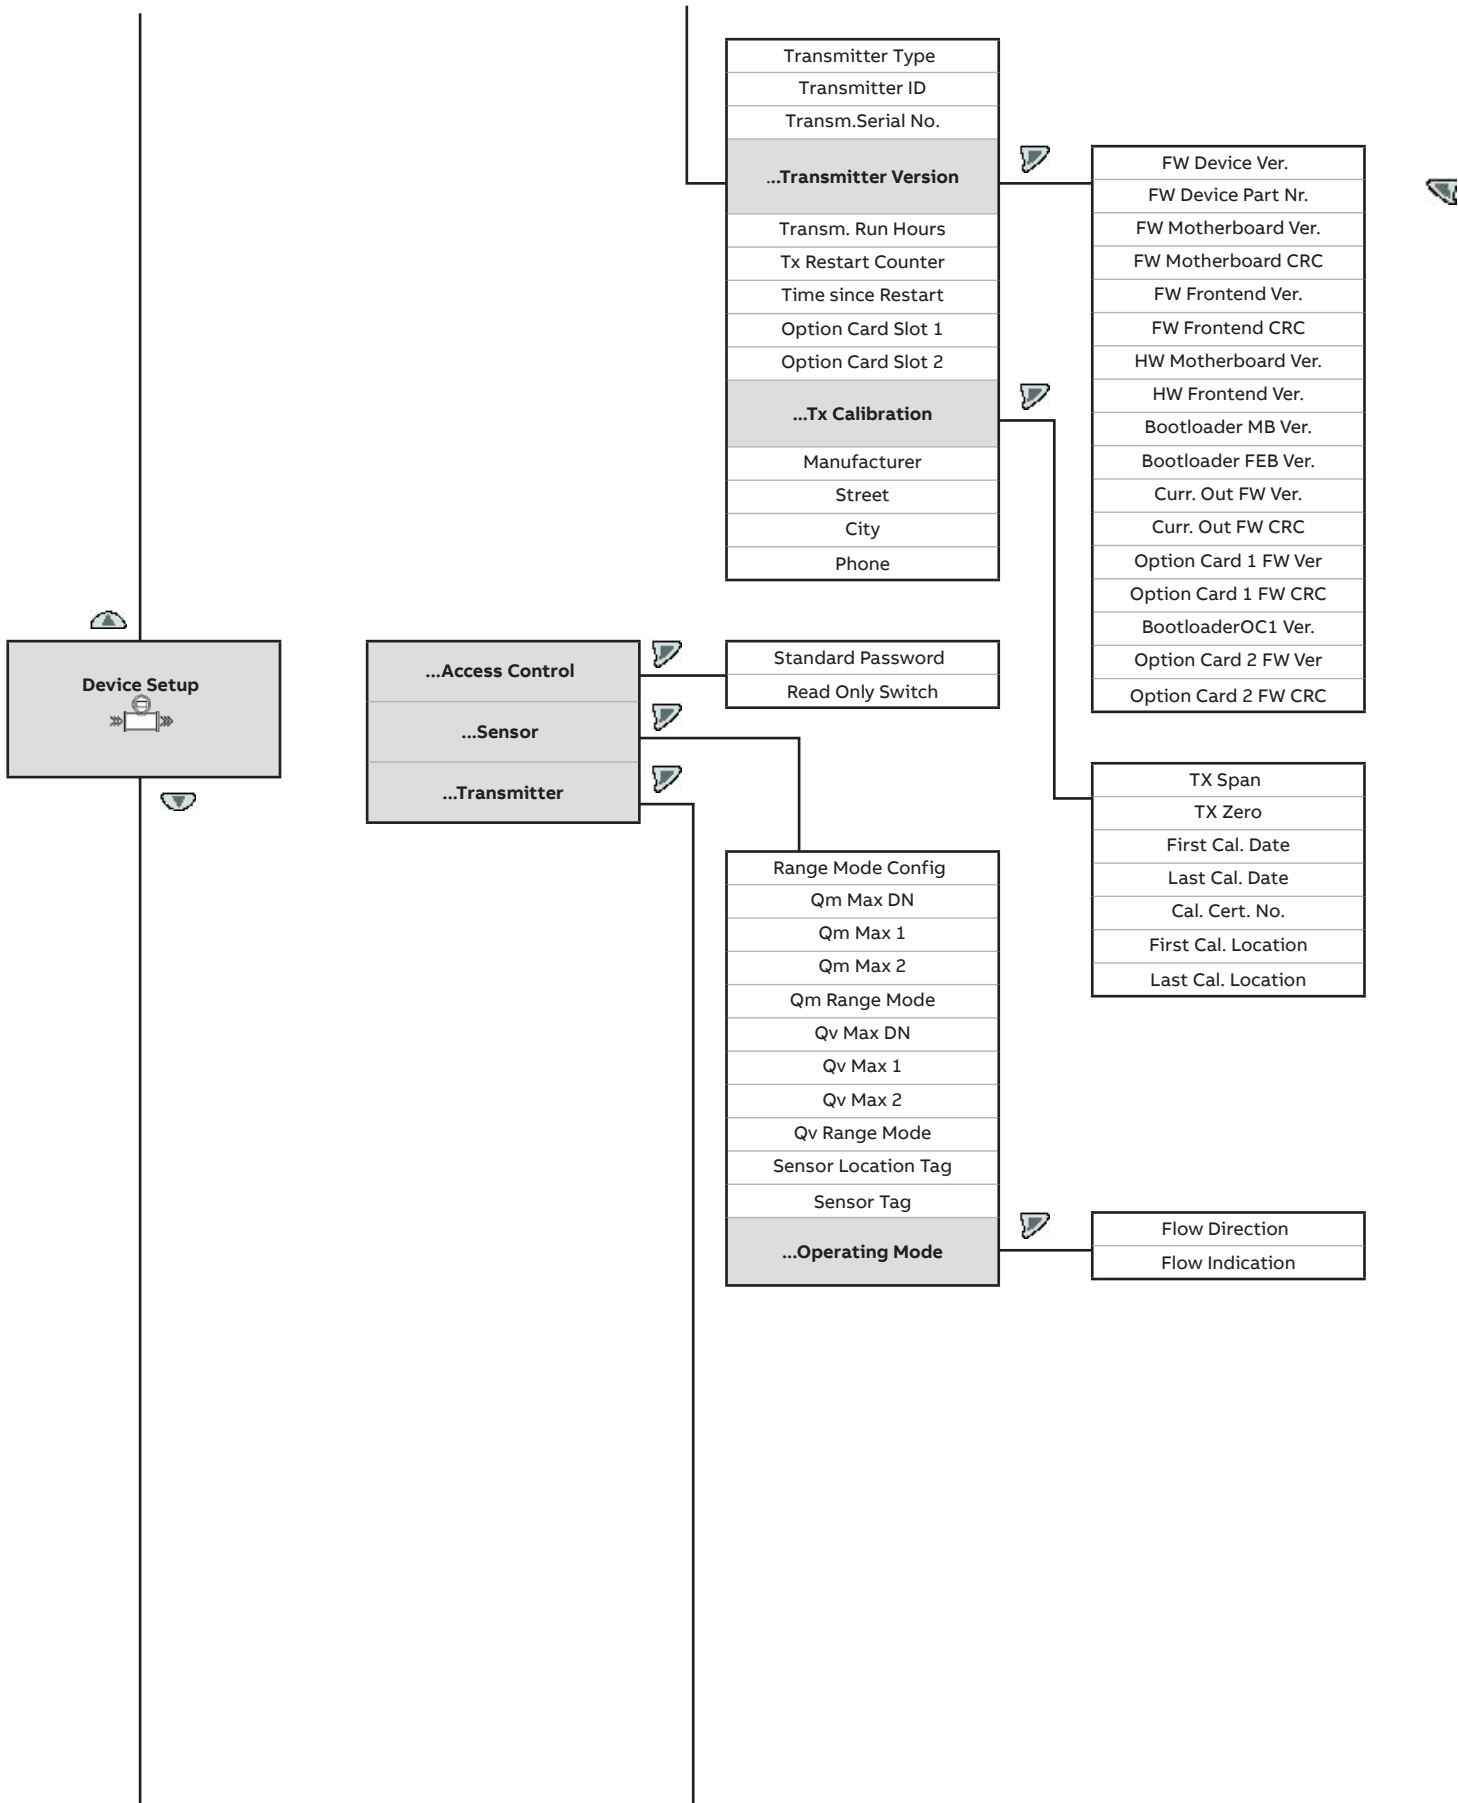 Transmitter Type
Transmitter ID
Transm.Serial No.
...Transmitter Version
Transm. Run Hours
Tx Restart Counter
Time since Restart
Option Card Slot 1
Option Card Slot 2
...Tx Calibration
Manufacturer
Street
City
Phone
FW Device Ver.
FW Device Part Nr.
FW Motherboard Ver.
FW Motherboard CRC
FW Frontend Ver.
FW Frontend CRC
HW Motherboard Ver.
HW Frontend Ver.
Bootloader MB Ver.
Bootloader FEB Ver.
Curr. Out FW Ver.
Curr. Out FW CRC
Option Card 1 FW Ver
Option Card 1 FW CRC
BootloaderOC1 Ver.
Option Card 2 FW Ver
Option Card 2 FW CRC
Device Setup
...Access Control
...Sensor
...Transmitter
Standard Password
Read Only Switch
TX Span
TX Zero
First Cal. Date
Last Cal. Date
Cal. Cert. No.
First Cal. Location
Last Cal. Location
Range Mode Config
Qm Max DN
Qm Max 1
Qm Max 2
Qm Range Mode
Qv Max DN
Qv Max 1
Qv Max 2
Qv Range Mode
Sensor Location Tag
Sensor Tag
...Operating Mode
Flow Direction
Flow Indication